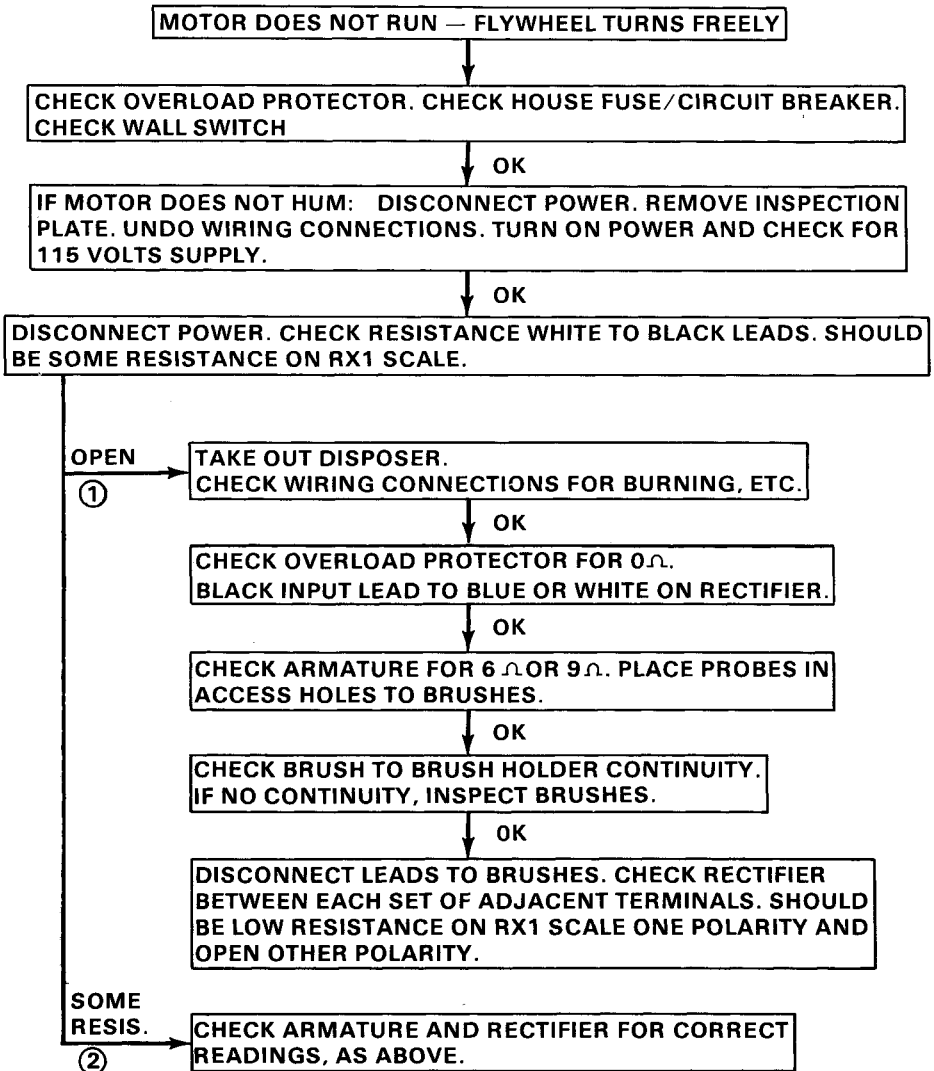 MOTOR DOES NOT RUN — FLYWHEEL TURNS FREELY
CHECK OVERLOAD PROTECTOR. CHECK HOUSE FUSE/CIRCUIT BREAKER.
CHECK WALL SWITCH
OK
IF MOTOR DOES NOT HUM: DISCONNECT POWER. REMOVE INSPECTION
PLATE. UNDO WIRING CONNECTIONS. TURN ON POWER AND CHECK FOR
115 VOLTS SUPPLY.
OK
DISCONNECT POWER. CHECK RESISTANCE WHITE TO BLACK LEADS. SHOULD
BE SOME RESISTANCE ON RX1 SCALE.
OPEN
①
TAKE OUT DISPOSER.
CHECK WIRING CONNECTIONS FOR BURNING, ETC.
OK
CHECK OVERLOAD PROTECTOR FOR 0Ω.
BLACK INPUT LEAD TO BLUE OR WHITE ON RECTIFIER.
OK
CHECK ARMATURE FOR 6 Ω OR 9Ω. PLACE PROBES IN
ACCESS HOLES TO BRUSHES.
OK
CHECK BRUSH TO BRUSH HOLDER CONTINUITY.
IF NO CONTINUITY, INSPECT BRUSHES.
OK
DISCONNECT LEADS TO BRUSHES. CHECK RECTIFIER
BETWEEN EACH SET OF ADJACENT TERMINALS. SHOULD
BE LOW RESISTANCE ON RX1 SCALE ONE POLARITY AND
OPEN OTHER POLARITY.
SOME
RESIS.
②
CHECK ARMATURE AND RECTIFIER FOR CORRECT
READINGS, AS ABOVE.